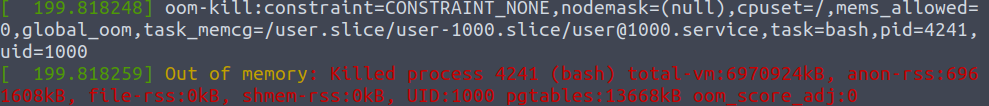 [  199.818248] oom-kill:constraint=CONSTRAINT_NONE,nodemask=(null),cpuset=/,mems_allowed=
0,global_oom,task_memcg=/user.slice/user-1000.slice/user@1000.service,task=bash,pid=4241,
uid=1000
[  199.818259] Out of memory: Killed process 4241 (bash) total-vm:6970924kB, anon-rss:696
1608kB, file-rss:0kB, shmem-rss:0kB, UID:1000 pgtables:13668kB oom_score_adj:0